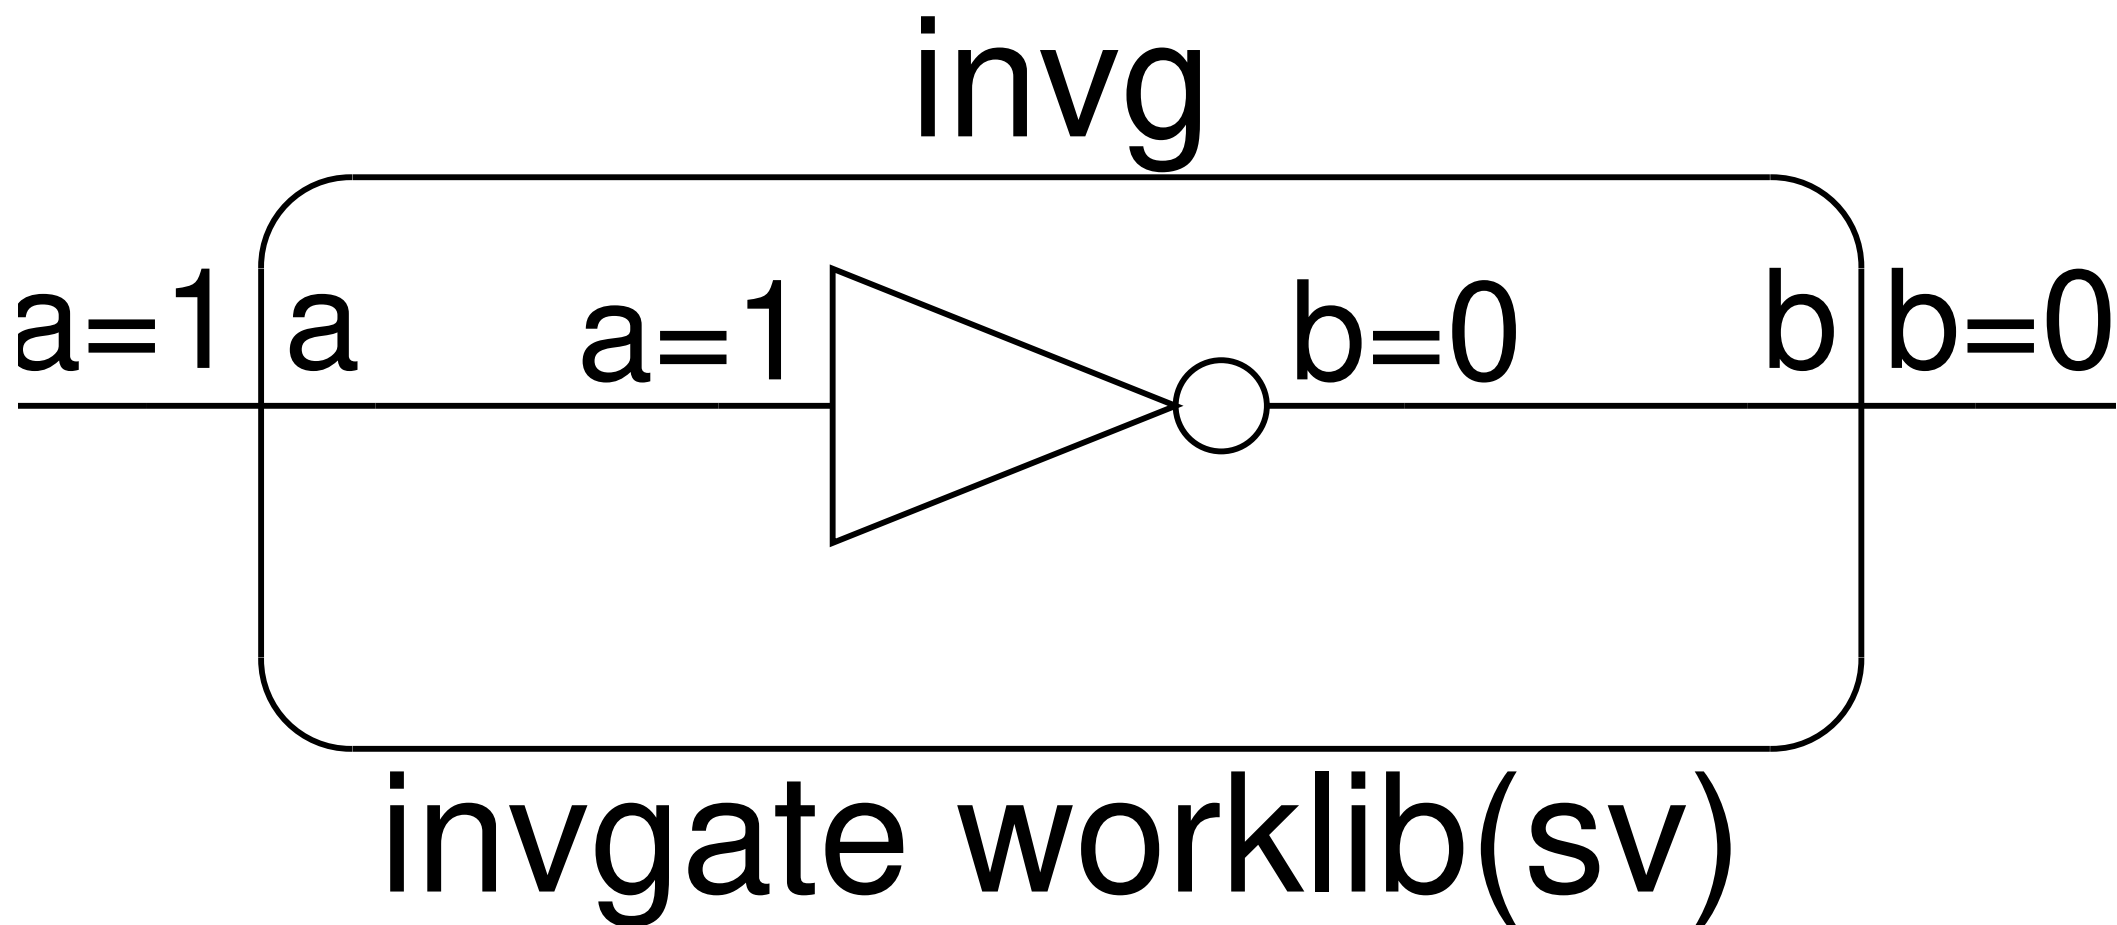 invg
a=1 a a=1 b=0 b b=0
invgate worklib(sv)